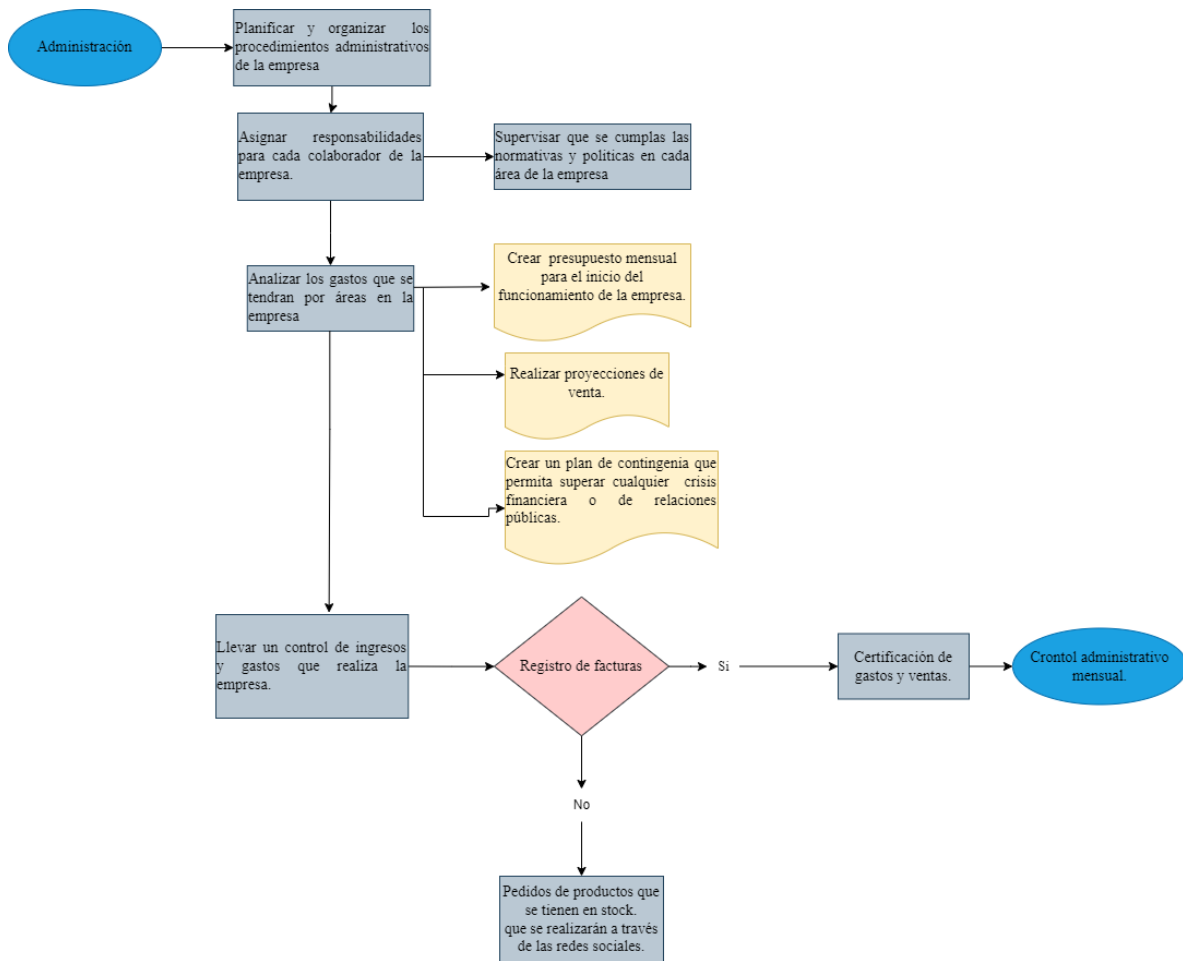 Administración
Planificar y organizar los
procedimientos administrativos
de la empresa
Asignar responsabilidades
para cada colaborador de la
empresa.
Supervisar que se cumplas las
normativas y políticas en cada
área de la empresa
Analizar los gastos que se
tendran por áreas en la
empresa
Crear presupuesto mensual
para el inicio del
funcionamiento de la empresa.
Realizar proyecciones de
venta.
Crear un plan de contingenia que
permita superar cualquier crisis
financiera o de relaciones
públicas.
Llevar un control de ingresos
y gastos que realiza la
empresa.
Registro de facturas
Si
Certificación de
gastos y ventas.
Crontol administrativo
mensual.
No
Pedidos de productos que
se tienen en stock.
que se realizarán a través
de las redes sociales.